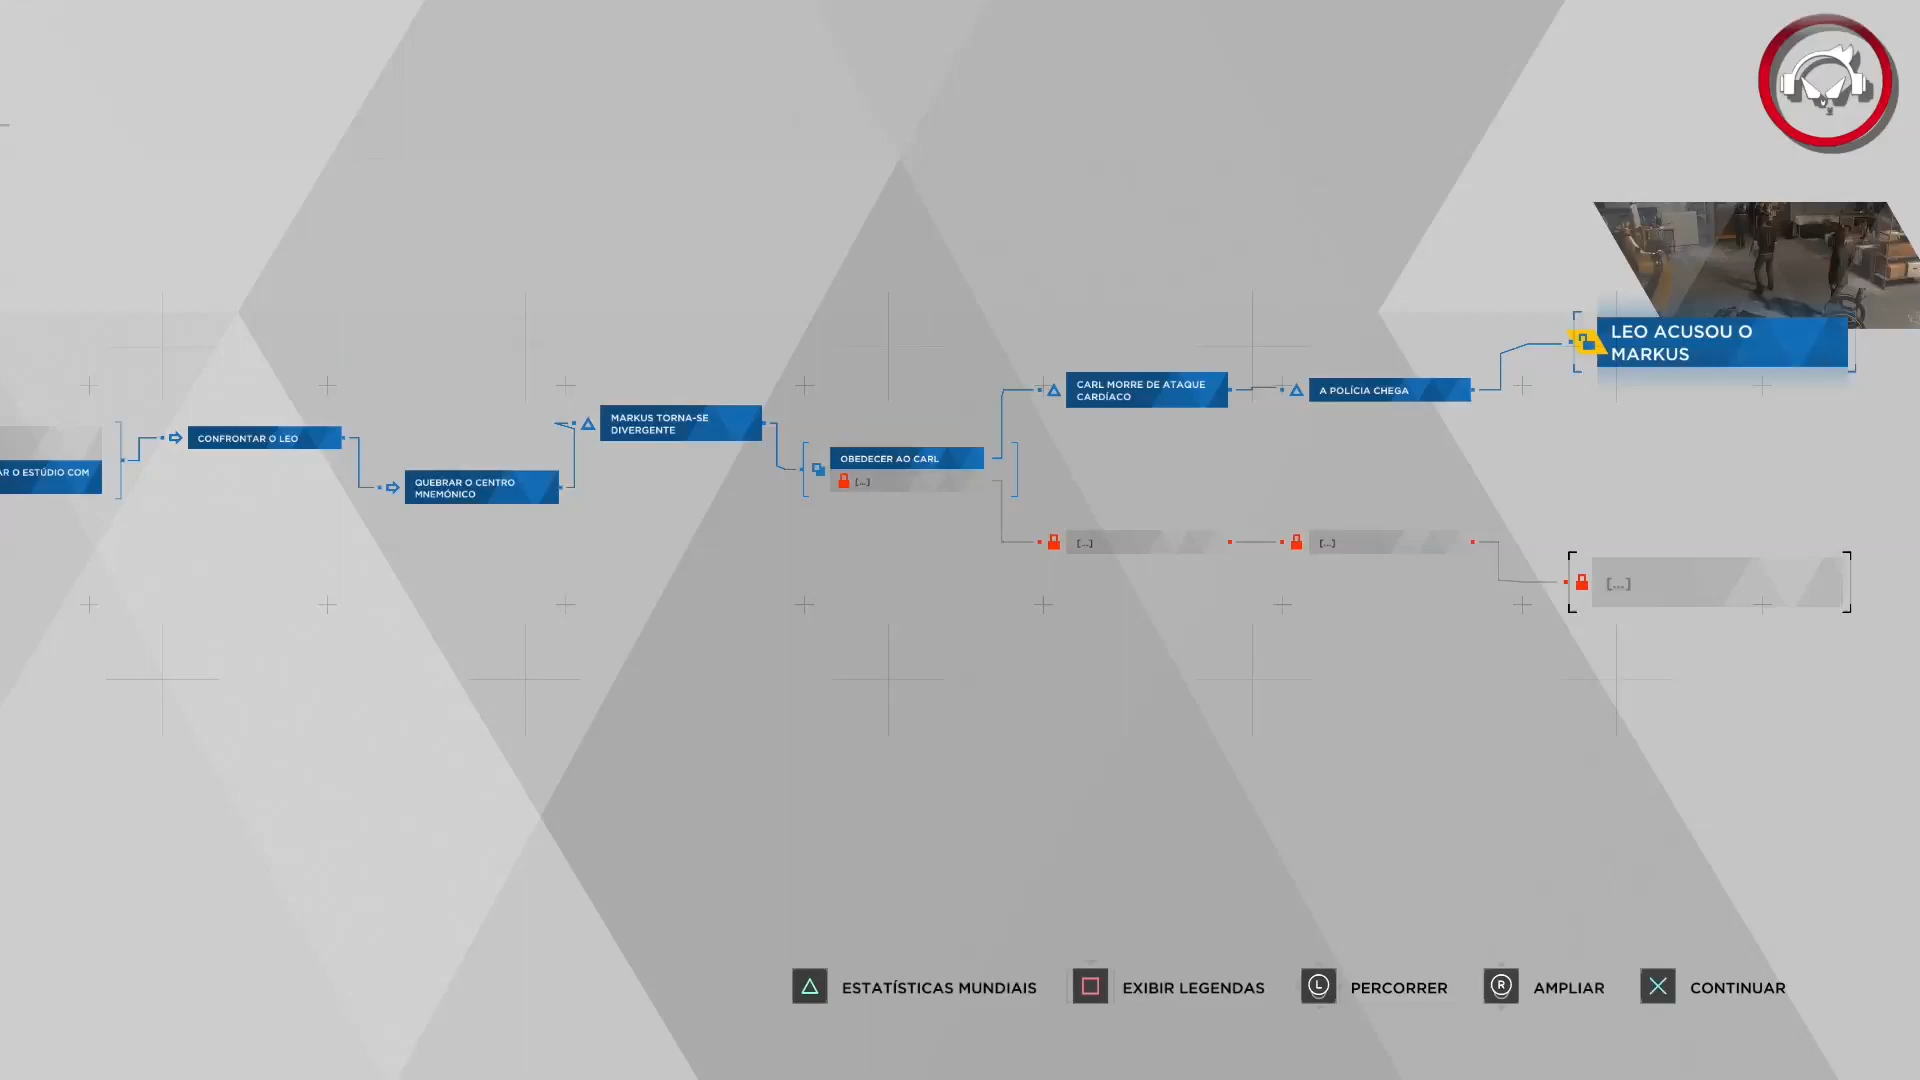 LEO ACUSOU O
MARKUS
CARL MORRE DE ATAQUE
CARDÍACO
A POLÍCIA CHEGA
MARKUS TORNA-SE
DIVERGENTE
CONFRONTAR O LEO
OBEDECER AO CARL
[...]
AR O ESTÚDIO COM
QUEBRAR O CENTRO
MNEMÓNICO
[...]
[...]
[...]
ESTATÍSTICAS MUNDIAIS
EXIBIR LEGENDAS
L
PERCORRER
R
AMPLIAR
CONTINUAR